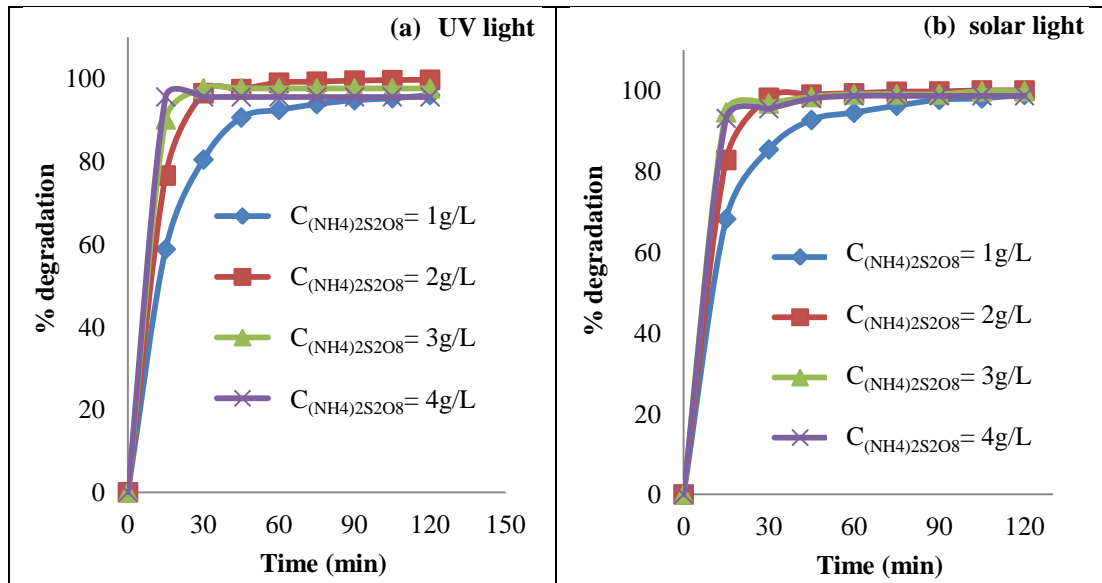 (a) UV light
% degradation
100
80
60
40
20
0
C(NH4)2S2O8= 1g/L
C(NH4)2S2O8= 2g/L
C(NH4)2S2O8= 3g/L
C(NH4)2S2O8= 4g/L
0 30 60 90 120 150
Time (min)
(b) solar light
% degradation
100
80
60
40
20
0
C(NH4)2S2O8= 1g/L
C(NH4)2S2O8= 2g/L
C(NH4)2S2O8= 3g/L
C(NH4)2S2O8= 4g/L
0 30 60 90 120
Time (min)